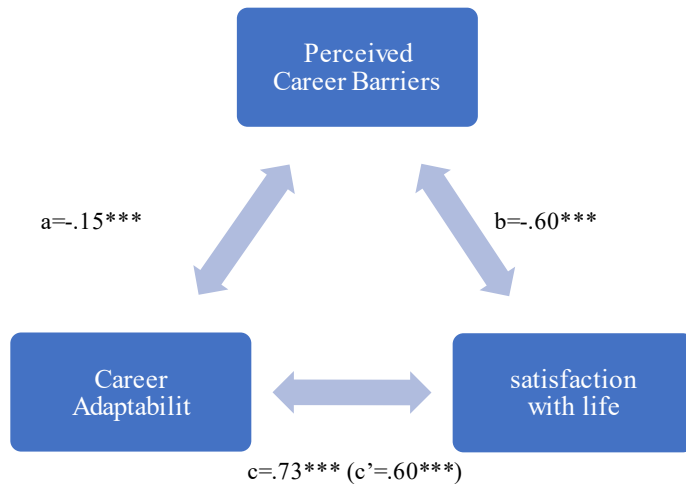 Perceived
Career Barriers
a=-.15***
b=-.60***
Career
Adaptabilit
satisfaction
with life
c=.73*** (c’=.60***)